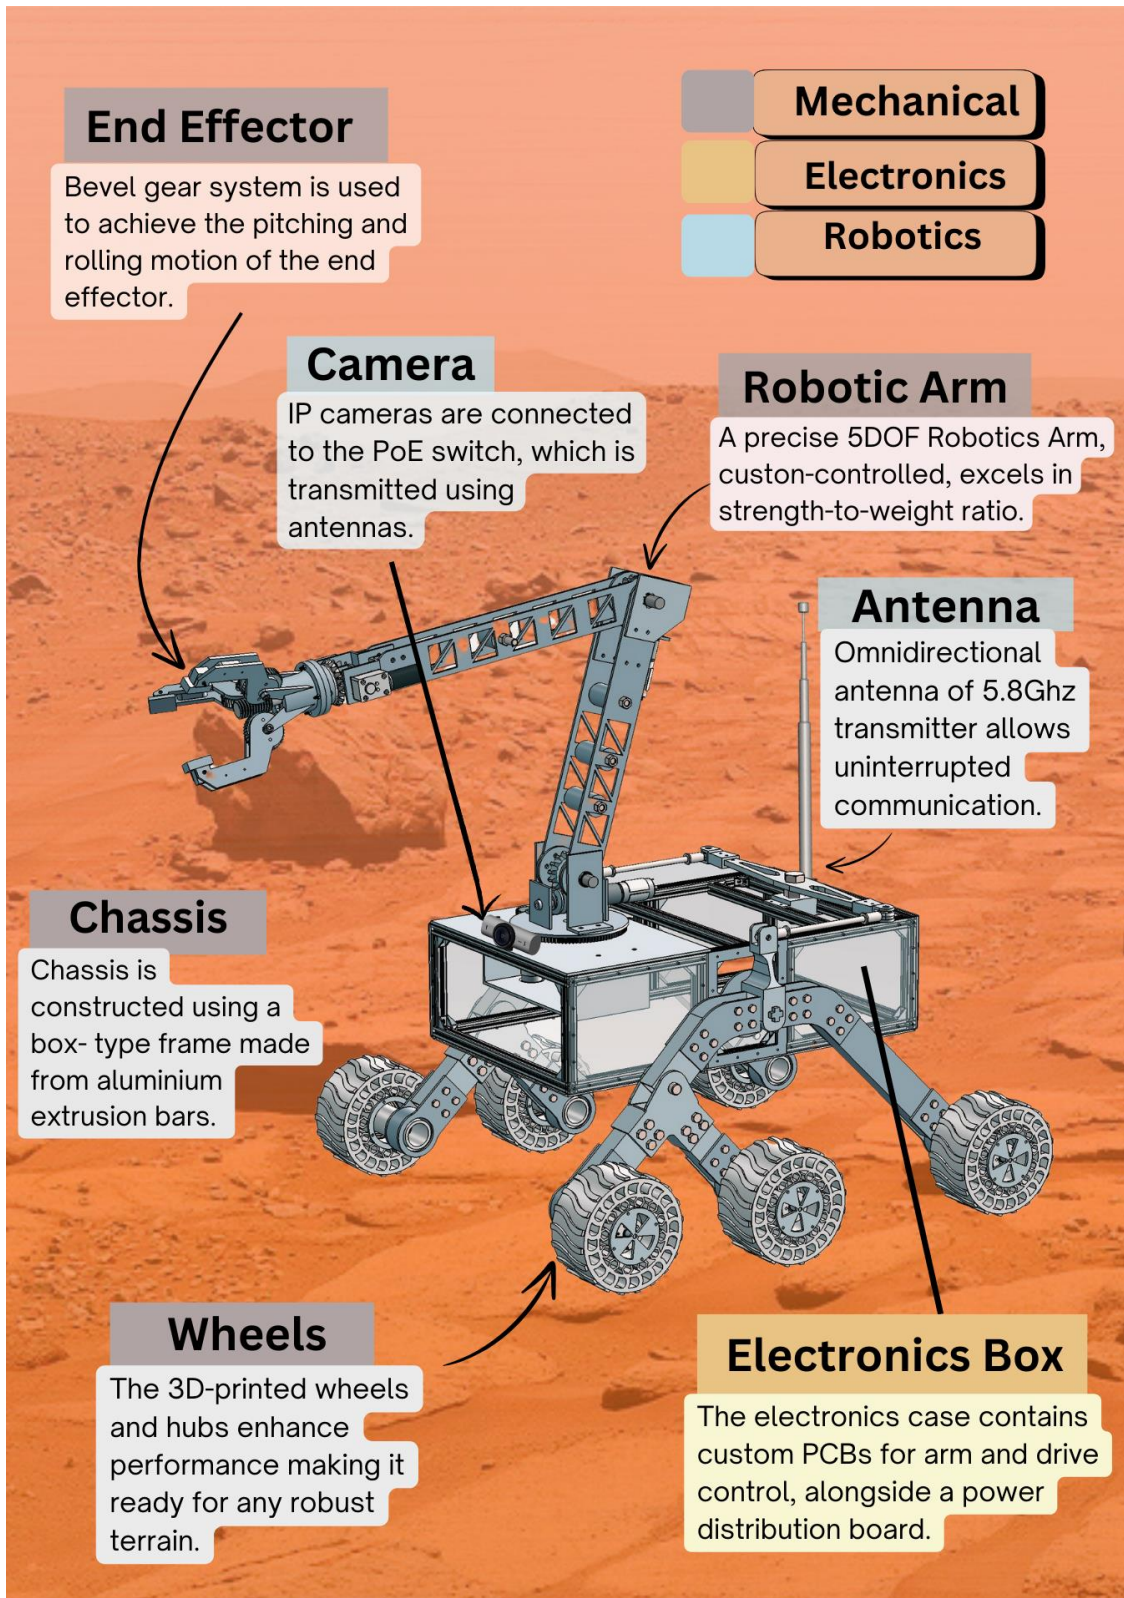 End Effector
Bevel gear system is used
to achieve the pitching and
rolling motion of the end
effector.
Mechanical
Electronics
Robotics
Camera
IP cameras are connected
to the PoE switch, which is
transmitted using
antennas.
Robotic Arm
A precise 5DOF Robotics Arm,
custon-controlled, excels in
strength-to-weight ratio.
Antenna
Omnidirectional
antenna of 5.8Ghz
transmitter allows
uninterrupted
communication.
Chassis
Chassis is
constructed using a
box- type frame made
from aluminium
extrusion bars.
Wheels
The 3D-printed wheels
and hubs enhance
performance making it
ready for any robust
terrain.
Electronics Box
The electronics case contains
custom PCBs for arm and drive
control, alongside a power
distribution board.